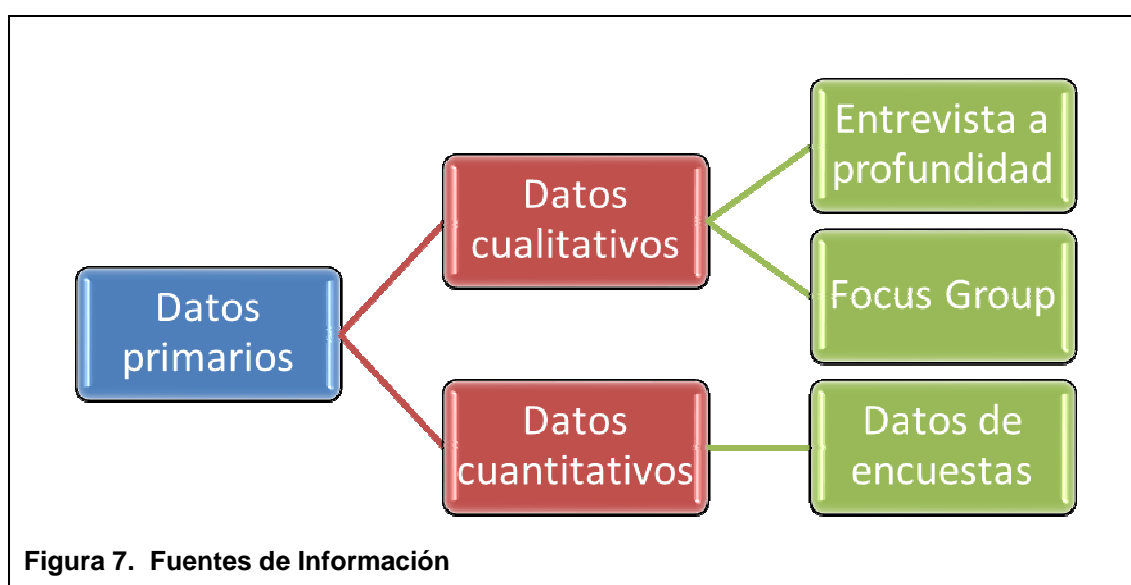 Datos
primarios
Datos
cualitativos
Entrevista a
profundidad
Focus Group
Datos
cuantitativos
Datos de
encuestas
Figura 7. Fuentes de Información